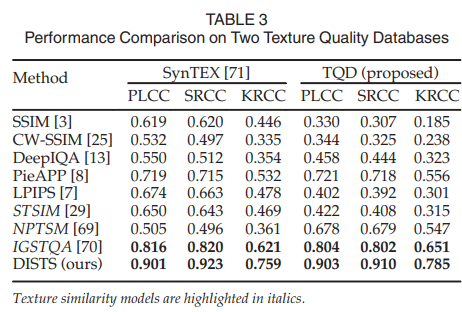 TABLE 3
Performance Comparison on Two Texture Quality Databases
Method SynTEX [71] TQD (proposed)
PLCC SRCC KRCC PLCC SRCC KRCC
SSIM [3] 0.619 0.620 0.446 0.330 0.307 0.185
CW-SSIM [25] 0.532 0.497 0.335 0.344 0.325 0.238
DeepIQA [13] 0.550 0.512 0.354 0.458 0.444 0.323
PieAPP [8] 0.719 0.715 0.532 0.721 0.718 0.556
LPIPS [7] 0.674 0.663 0.478 0.402 0.392 0.301
STSIM [29] 0.650 0.643 0.469 0.422 0.408 0.315
NPTSM [69] 0.505 0.496 0.361 0.678 0.679 0.547
IGSTQA [70] 0.816 0.820 0.621 0.804 0.802 0.651
DISTS (ours) 0.901 0.923 0.759 0.903 0.910 0.785
Texture similarity models are highlighted in italics.